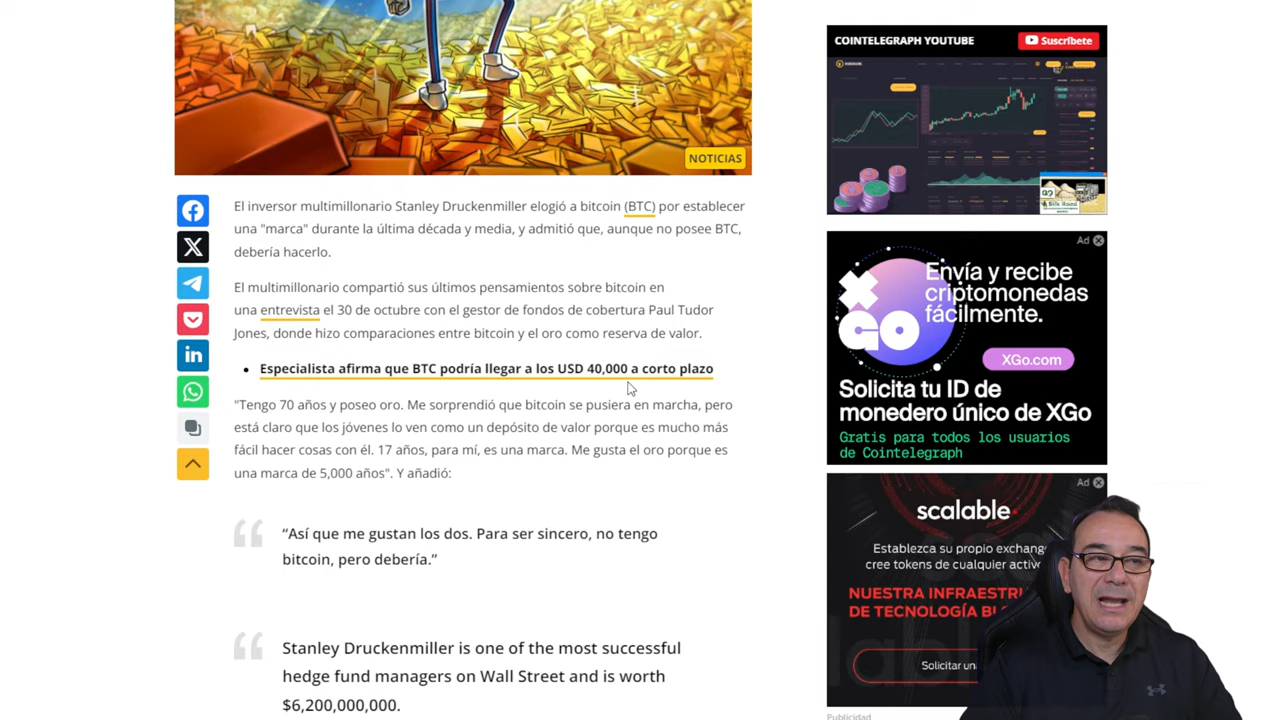 NOTICIAS
El inversor multimillonario Stanley Druckenmiller elogió a bitcoin (BTC) por establecer
una "marca" durante la última década y media, y admitió que, aunque no posee BTC,
debería hacerlo.
El multimillonario compartió sus últimos pensamientos sobre bitcoin en
una entrevista el 30 de octubre con el gestor de fondos de cobertura Paul Tudor
Jones, donde hizo comparaciones entre bitcoin y el oro como reserva de valor.
Especialista afirma que BTC podría llegar a los USD 40,000 a corto plazo
"Tengo 70 años y poseo oro. Me sorprendió que bitcoin se pusiera en marcha, pero
está claro que los jóvenes lo ven como un depósito de valor porque es mucho más
fácil hacer cosas con él. 17 años, para mí, es una marca. Me gusta el oro porque es
una marca de 5,000 años". Y añadió:
“Así que me gustan los dos. Para ser sincero, no tengo
bitcoin, pero debería.”
Stanley Druckenmiller is one of the most successful
hedge fund managers on Wall Street and is worth
$6,200,000,000.
COINTELEGRAPH YOUTUBE
Suscríbete
Ad
Envía y recibe
criptomonedas
fácilmente.
XGO
XGo.com
Solicita tu ID de
monedero único de XGo
Gratis para todos los usuarios
de Cointelegraph
Ad
scalable
Establezca su propio exchang
cree tokens de cualquier activ
NUESTRA INFRAESTRU
DE TECNOLOGÍA BL
Solicitar un
Publicidad